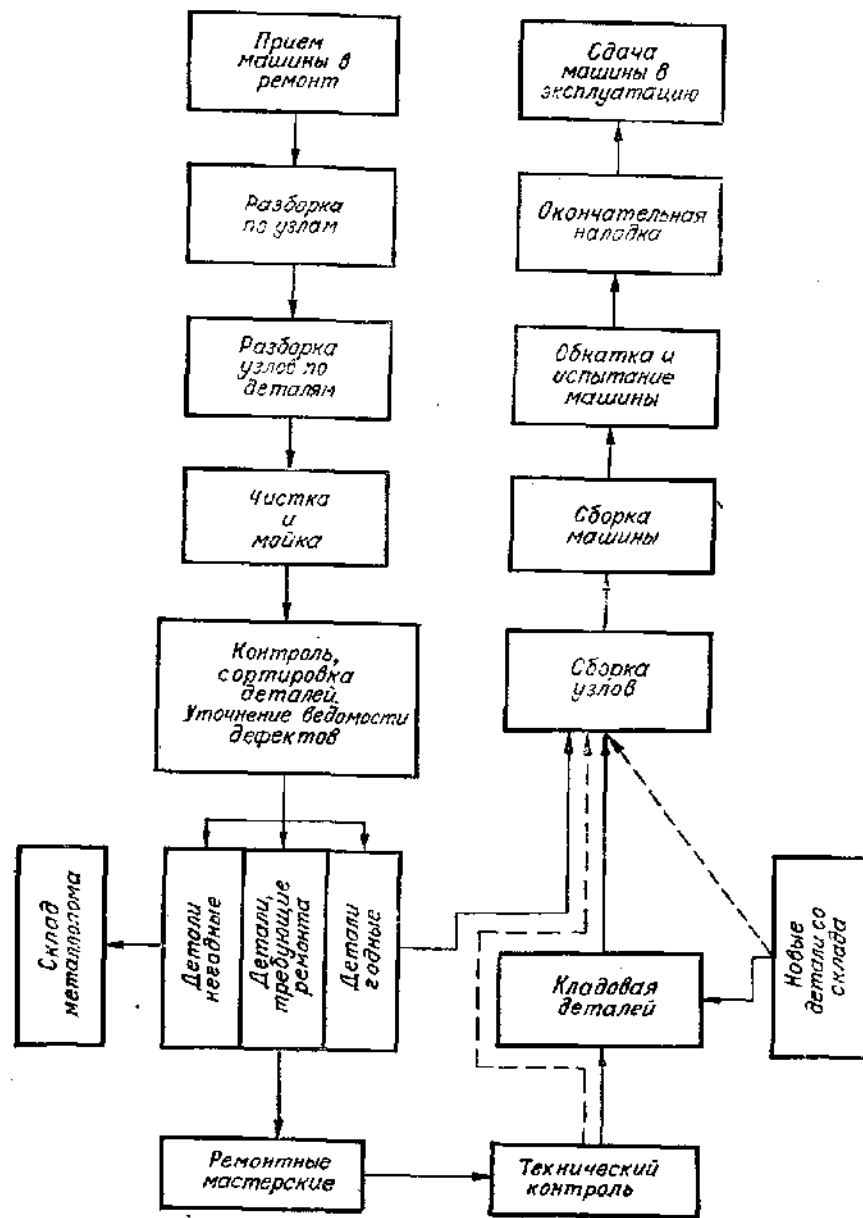 Прием
машины в
ремонт
Разборка
по узлам
Разборка
узлов по
деталям
Чистка
и
мойка
Контроль,
сортировка
деталей.
Уточнение ведомости
дефектов
Склад
металлолома
Детали
негодные
Детали,
требующие
ремонта
Детали
годные
Ремонтные
мастерские
Технический
контроль
Кладовая
деталей
Новые
детали со
склада
Сборка
узлов
Сборка
машины
Обкатка и
испытание
машины
Окончательная
наладка
Сдача
машины в
эксплуатацию